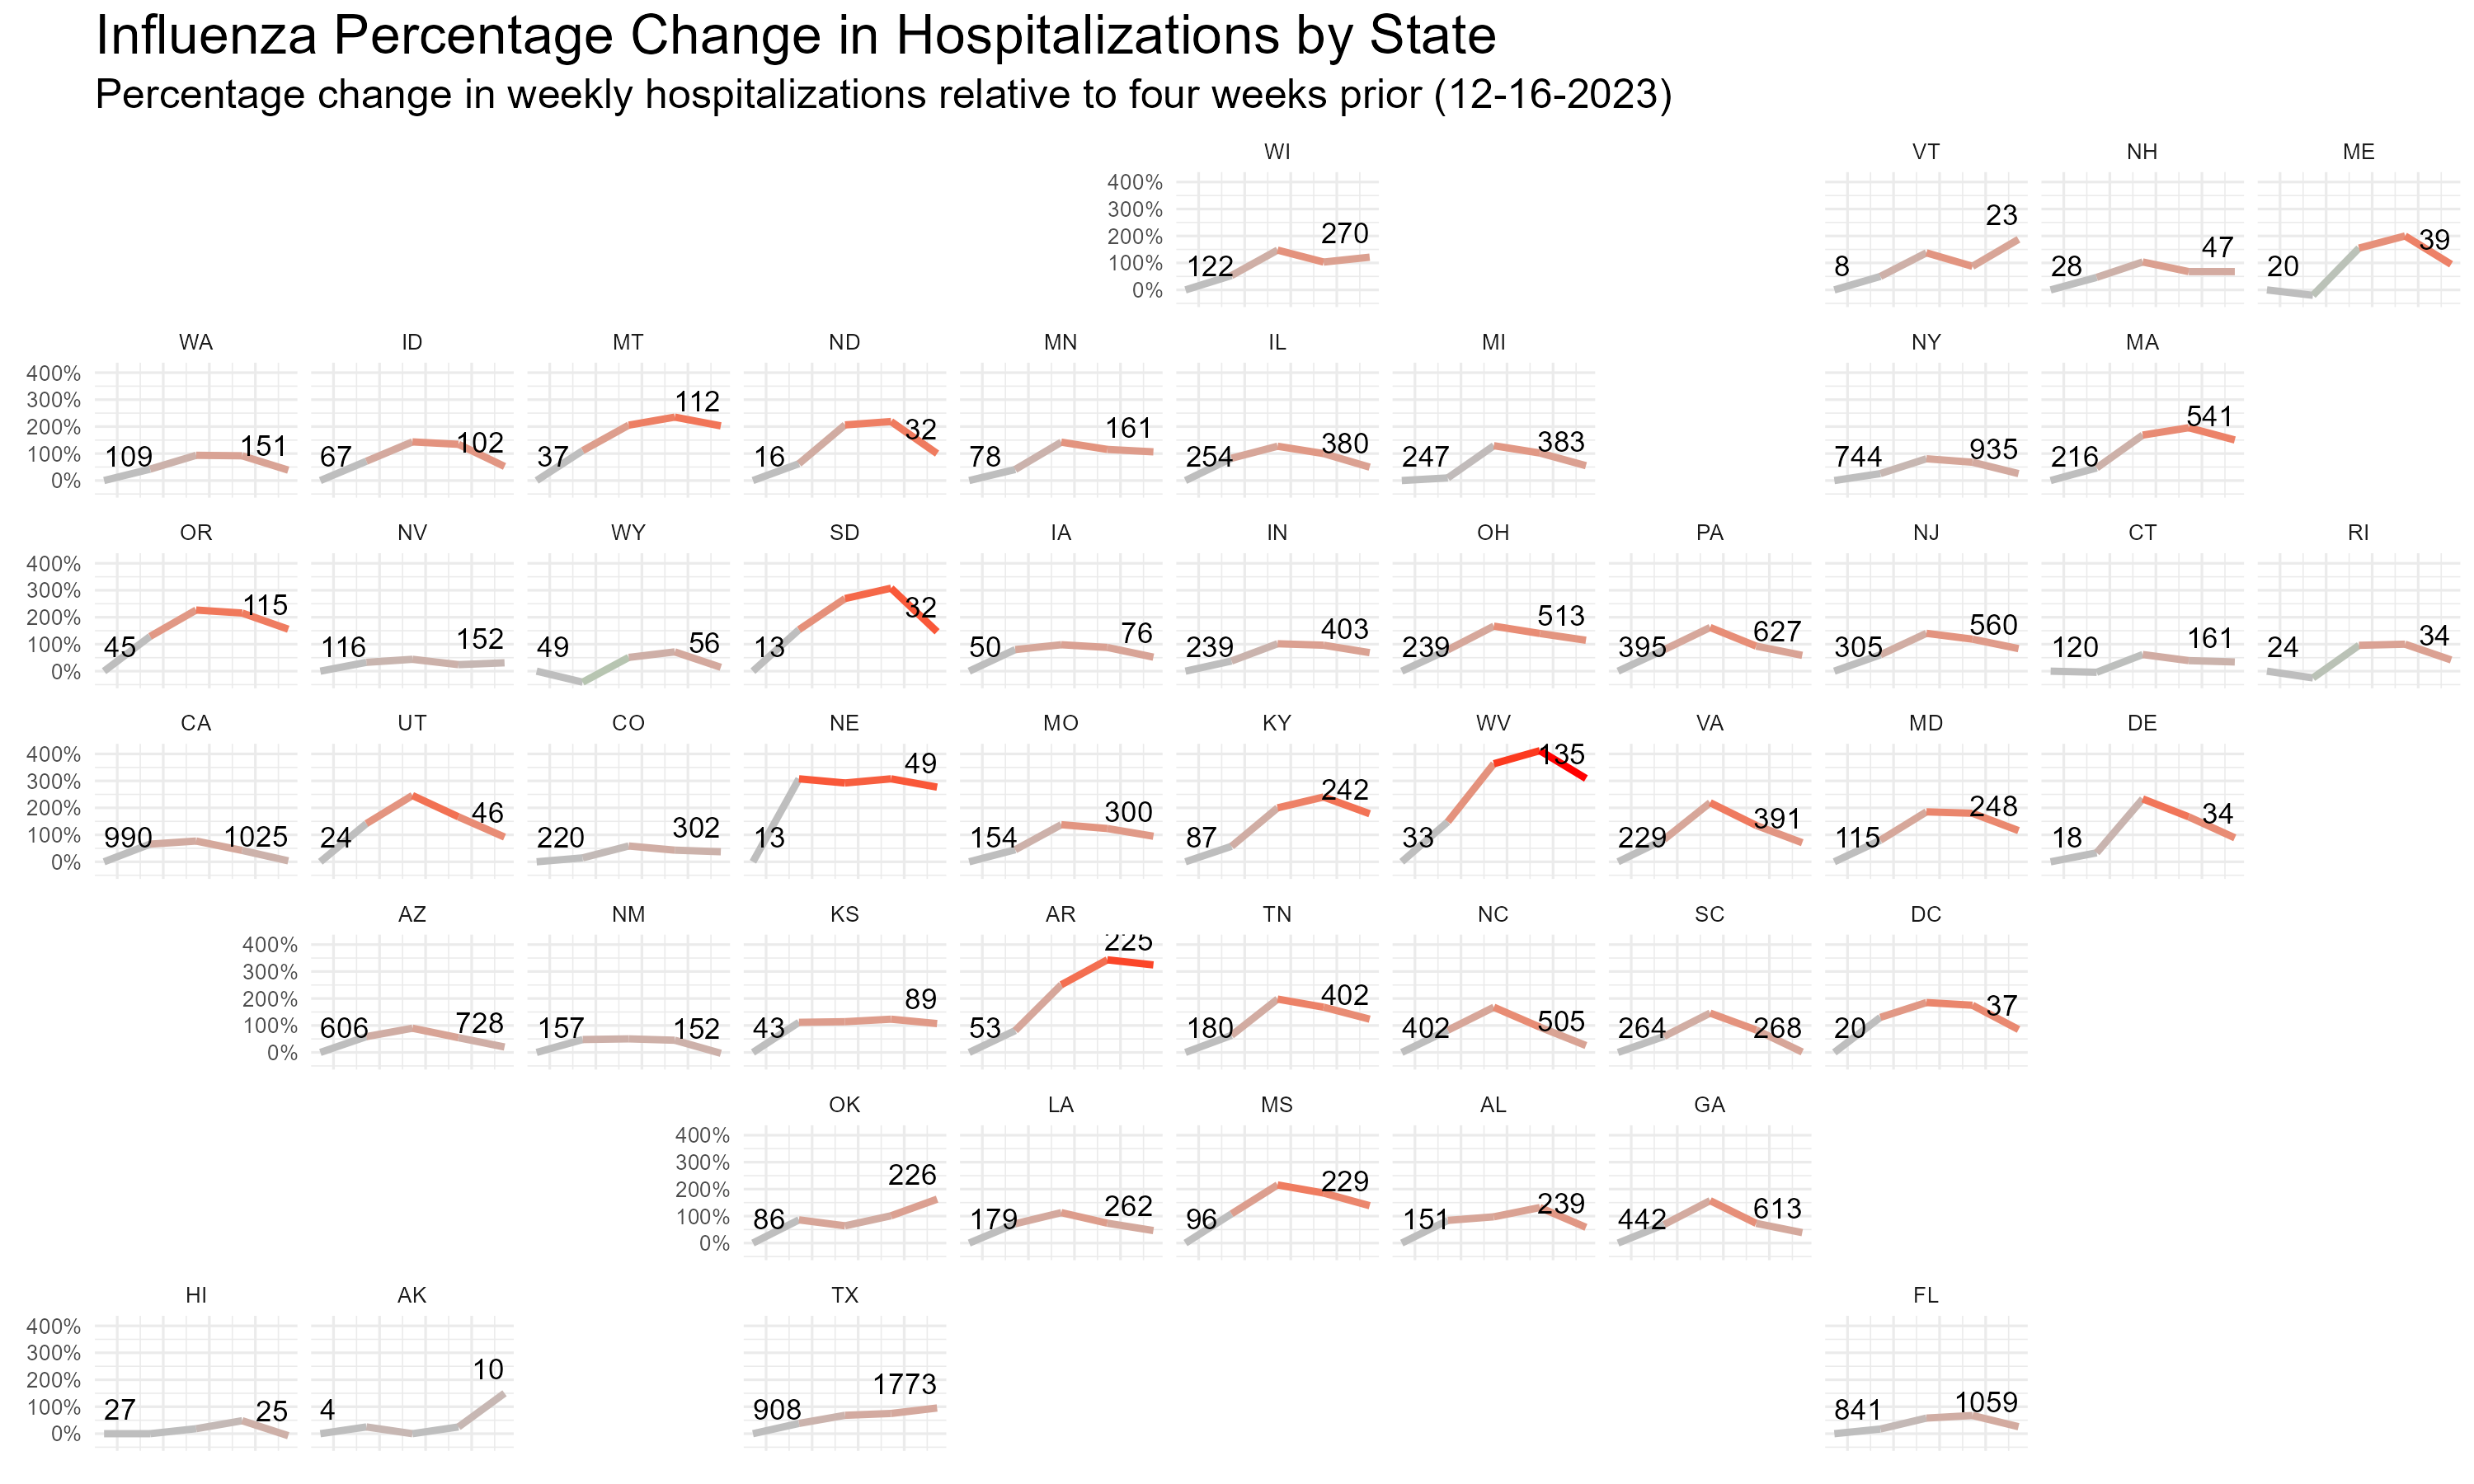 Influenza Percentage Change in Hospitalizations by State
Percentage change in weekly hospitalizations relative to four weeks prior (12-16-2023)
WI VT NH ME
400%
300%
200%
100%
0%
122 270 8 23 28 47 20 39
WA ID MT ND MN IL MI NY MA
400%
300%
200%
100%
0%
109 151 67 102 37 112 16 32 78 161 254 380 247 383 744 935 216 541
OR NV WY SD IA IN OH PA NJ CT RI
400%
300%
200%
100%
0%
45 115 116 152 49 56 13 32 50 76 239 403 239 513 395 627 305 560 120 161 24 34
CA UT CO NE MO KY WV VA MD DE
400%
300%
200%
100%
0%
990 1025 24 46 220 302 13 49 154 300 87 242 33 135 229 391 115 248 18 34
AZ NM KS AR TN NC SC DC
400%
300%
200%
100%
0%
606 728 157 152 43 89 53 225 180 402 402 505 264 268 20 37
OK LA MS AL GA
400%
300%
200%
100%
0%
86 226 179 262 96 229 151 239 442 613
HI AK TX FL
400%
300%
200%
100%
0%
27 25 4 10 908 1773 841 1059